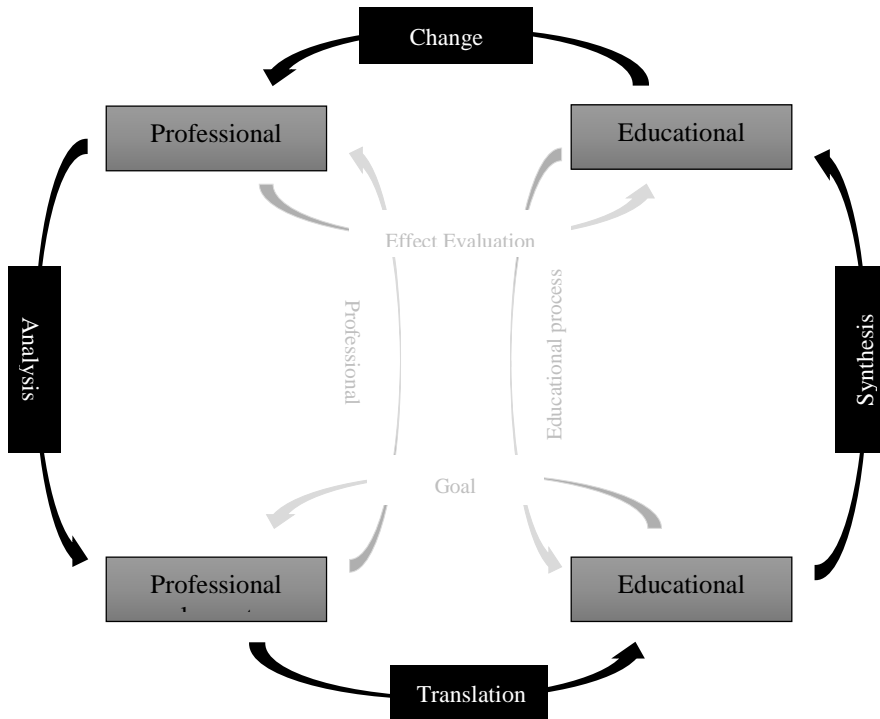 Change
Professional
Educational
Effect Evaluation
Analysis
Professional
Educational process
Synthesis
Goal
Professional
Educational
Translation